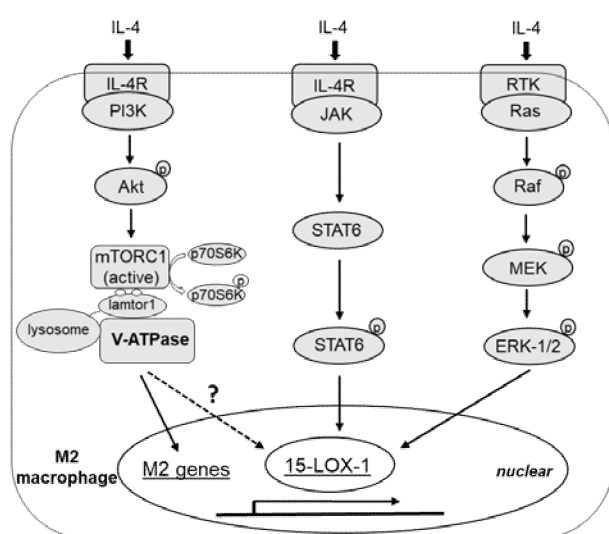 IL-4
IL-4
IL-4
IL-4R
PI3K
IL-4R
JAK
RTK
Ras
p
Akt
p
Raf
mTORC1
(active)
p70S6K
p
p70S6K
STAT6
p
MEK
lamtor1
lysosome
V-ATPase
p
STAT6
p
ERK-1/2
?
M2
macrophage
M2 genes
15-LOX-1
nuclear